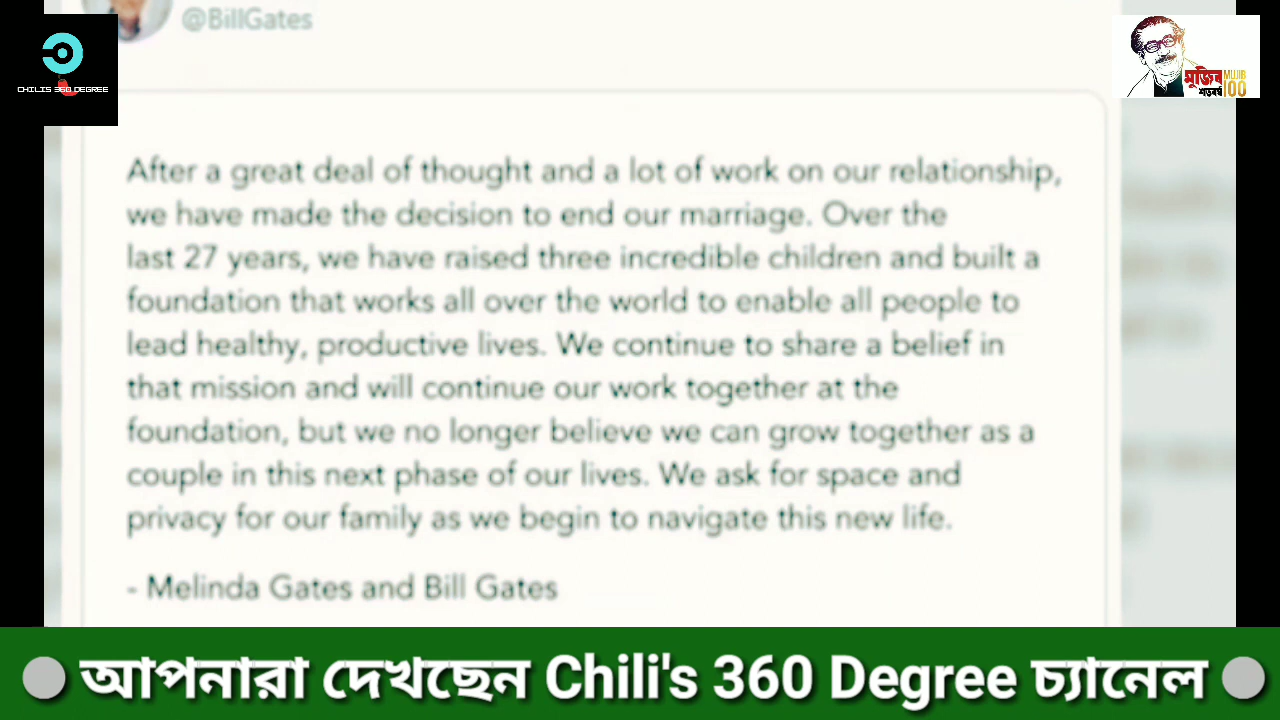 @BillGates
CHILIS 360 DEGREE
মুজিব
শতবর্ষ
MUJIB
100
After a great deal of thought and a lot of work on our relationship,
we have made the decision to end our marriage. Over the
last 27 years, we have raised three incredible children and built a
foundation that works all over the world to enable all people to
lead healthy, productive lives. We continue to share a belief in
that mission and will continue our work together at the
foundation, but we no longer believe we can grow together as a
couple in this next phase of our lives. We ask for space and
privacy for our family as we begin to navigate this new life.
- Melinda Gates and Bill Gates
আপনারা দেখছেন Chili's 360 Degree চ্যানেল